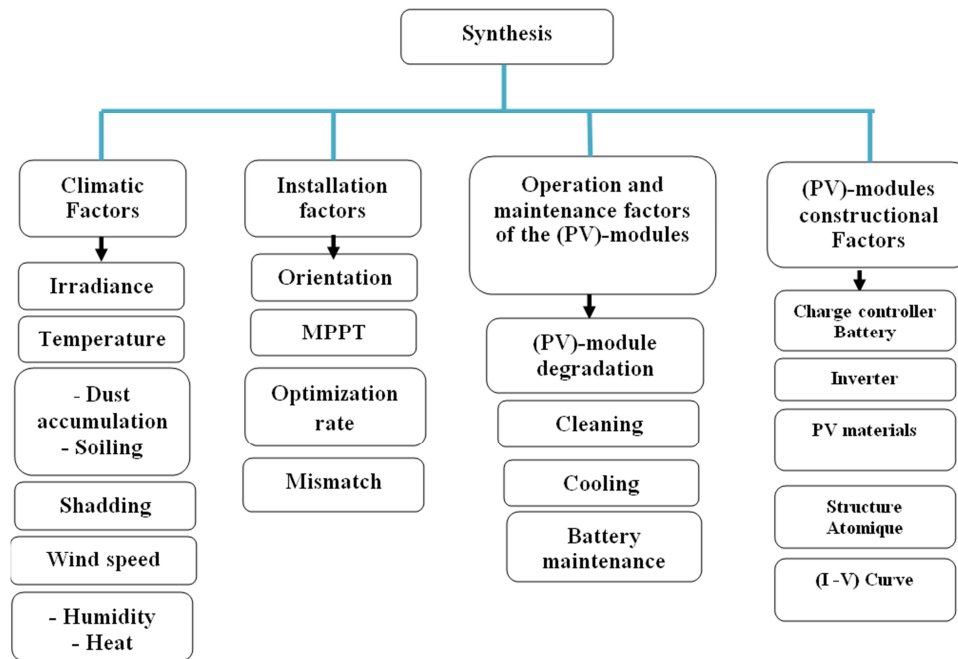 Synthesis
Climatic
Factors
Irradiance
Temperature
- Dust
accumulation
- Soiling
Shadding
Wind speed
- Humidity
- Heat
Installation
factors
Orientation
MPPT
Optimization
rate
Mismatch
Operation and
maintenance factors
of the (PV)-modules
(PV)-module
degradation
Cleaning
Cooling
Battery
maintenance
(PV)-modules
constructional
Factors
Charge controller
Battery
Inverter
PV materials
Structure
Atomique
(I -V) Curve